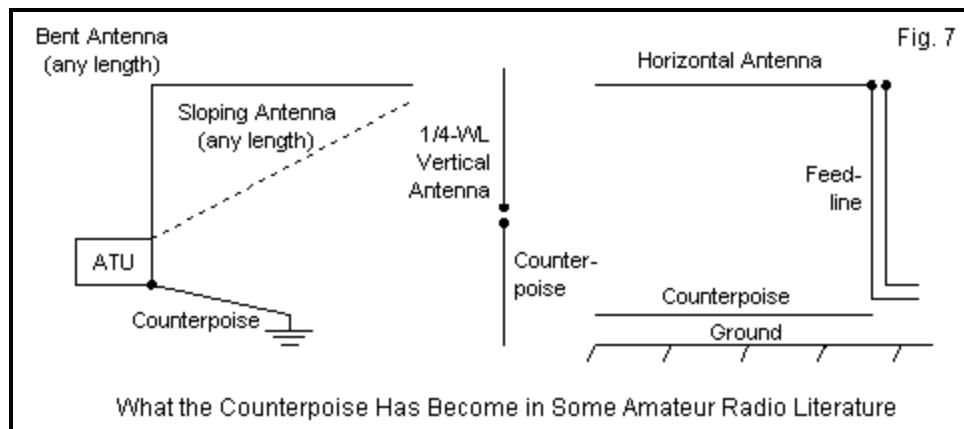 Fig. 7
Bent Antenna
(any length)
Sloping Antenna
(any length)
ATU
Counterpoise
1/4-WL
Vertical
Antenna
Counter-
poise
Horizontal Antenna
Feed-
line
Counterpoise
Ground
What the Counterpoise Has Become in Some Amateur Radio Literature